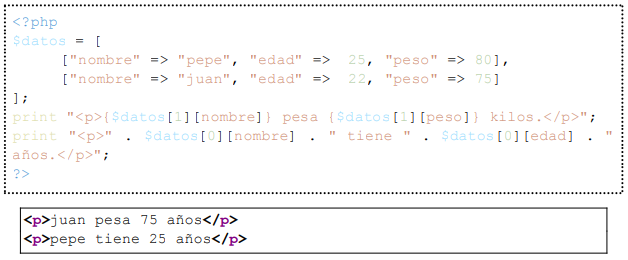 <?php
$datos = [
["nombre" => "pepe", "edad" => 25, "peso" => 80],
["nombre" => "juan", "edad" => 22, "peso" => 75]
];
print "<p>{$datos[1][nombre]} pesa {$datos[1][peso]} kilos.</p>";
print "<p>" . $datos[0][nombre] . " tiene " . $datos[0][edad] . "
años.</p>";
?>
<p>juan pesa 75 años</p>
<p>pepe tiene 25 años</p>